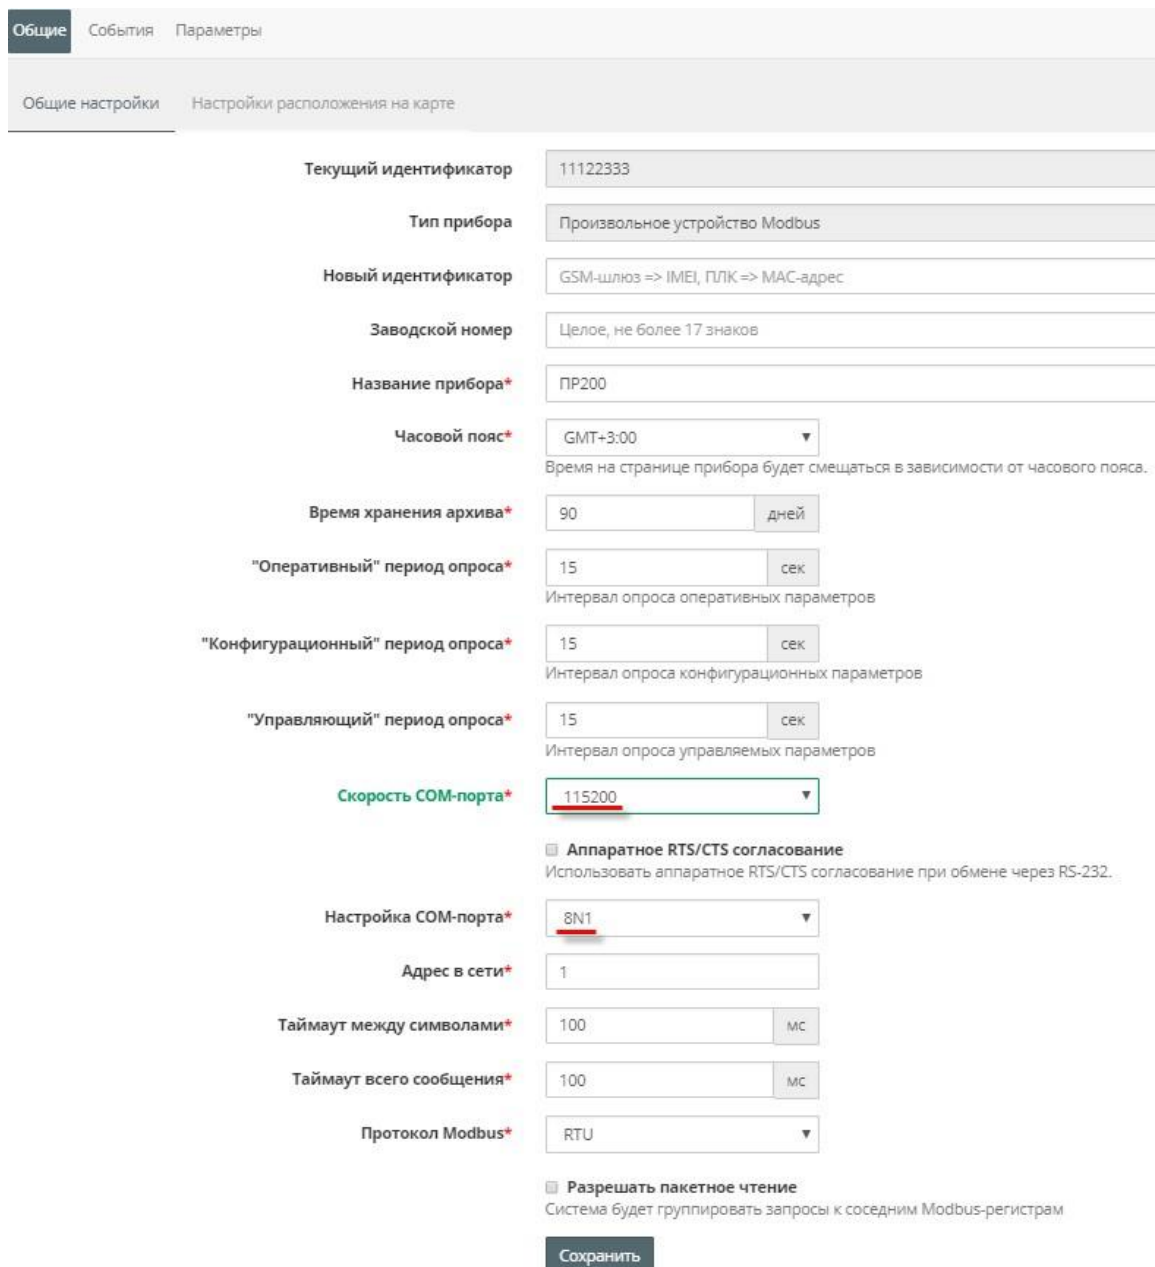 Общие События Параметры
Общие настройки Настройки расположения на карте
Текущий идентификатор 11122333
Тип прибора Произвольное устройство Modbus
Новый идентификатор GSM-шлюз => IMEI, ПЛК => MAC-адрес
Заводской номер Целое, не более 17 знаков
Название прибора* ПР200
Часовой пояс* GMT+3:00
Время на странице прибора будет смещаться в зависимости от часового пояса.
Время хранения архива* 90 дней
"Оперативный" период опроса* 15 сек
Интервал опроса оперативных параметров
"Конфигурационный" период опроса* 15 сек
Интервал опроса конфигурационных параметров
"Управляющий" период опроса* 15 сек
Интервал опроса управляемых параметров
Скорость COM-порта* 115200
Аппаратное RTS/CTS согласование
Использовать аппаратное RTS/CTS согласование при обмене через RS-232.
Настройка COM-порта* 8N1
Адрес в сети* 1
Таймаут между символами* 100 мс
Таймаут всего сообщения* 100 мс
Протокол Modbus* RTU
Разрешать пакетное чтение
Система будет группировать запросы к соседним Modbus-регистрам
Сохранить